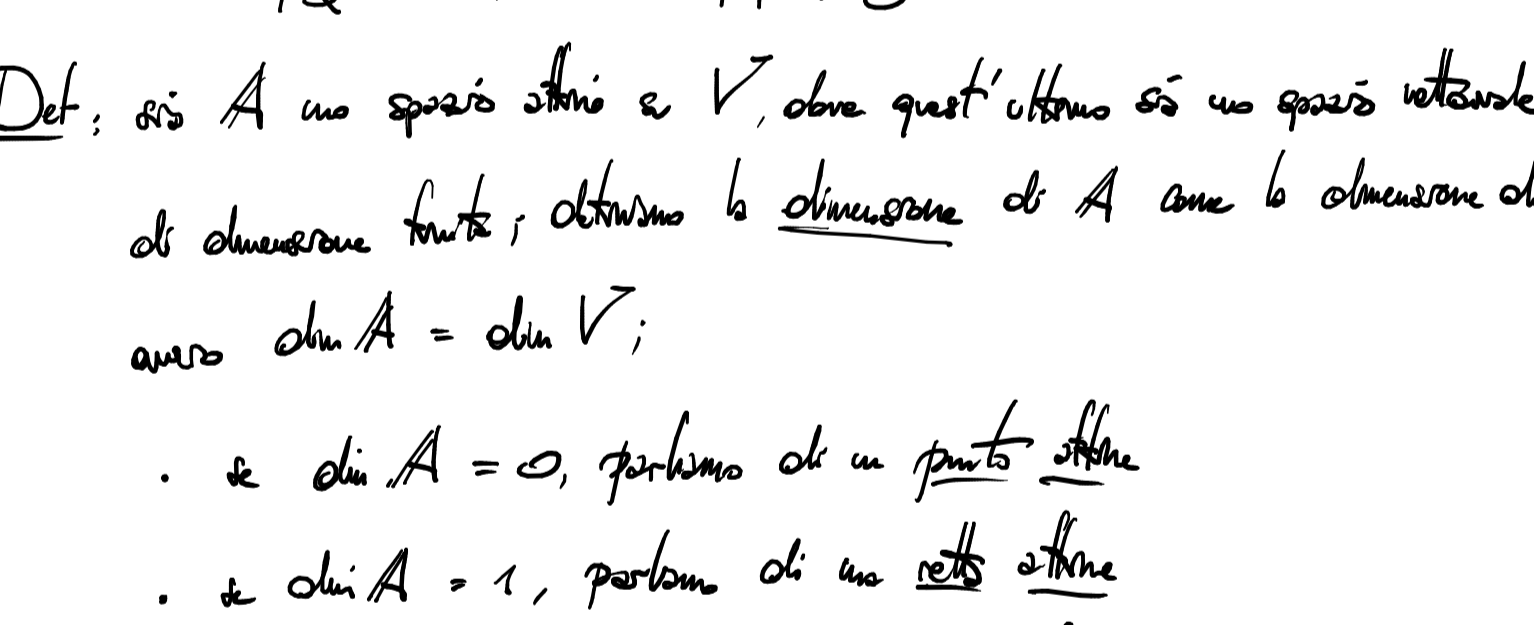 Def: sia A uno spazio affine su V, dove quest'ultimo sia uno spazio vettoriale
di dimensione finita; definiamo la dimensione di A come la dimensione di
ovvero dim A = dim V;
· se dim A = 0, parliamo di un punto affine
· se dim A = 1, parliamo di una retta affine